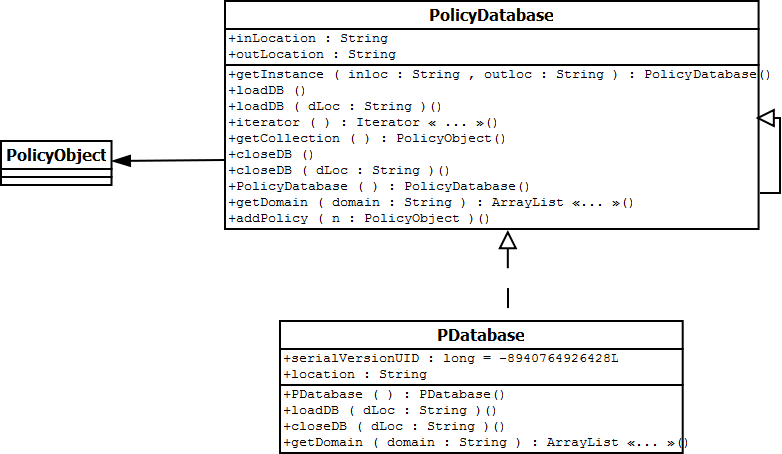 PolicyDatabase
+inLocation : String
+outLocation : String
+getInstance ( inloc : String , outloc : String ) : PolicyDatabase()
+loadDB ()
+loadDB ( dLoc : String )()
+iterator ( ) : Iterator « ... »()
+getCollection ( ) : PolicyObject()
+closeDB ()
+closeDB ( dLoc : String )()
+PolicyDatabase ( ) : PolicyDatabase()
+getDomain ( domain : String ) : ArrayList «... »()
+addPolicy ( n : PolicyObject )()
PolicyObject
PDatabase
+serialVersionUID : long = -8940764926428L
+location : String
+PDatabase ( ) : PDatabase()
+loadDB ( dLoc : String )()
+closeDB ( dLoc : String )()
+getDomain ( domain : String ) : ArrayList «... »()